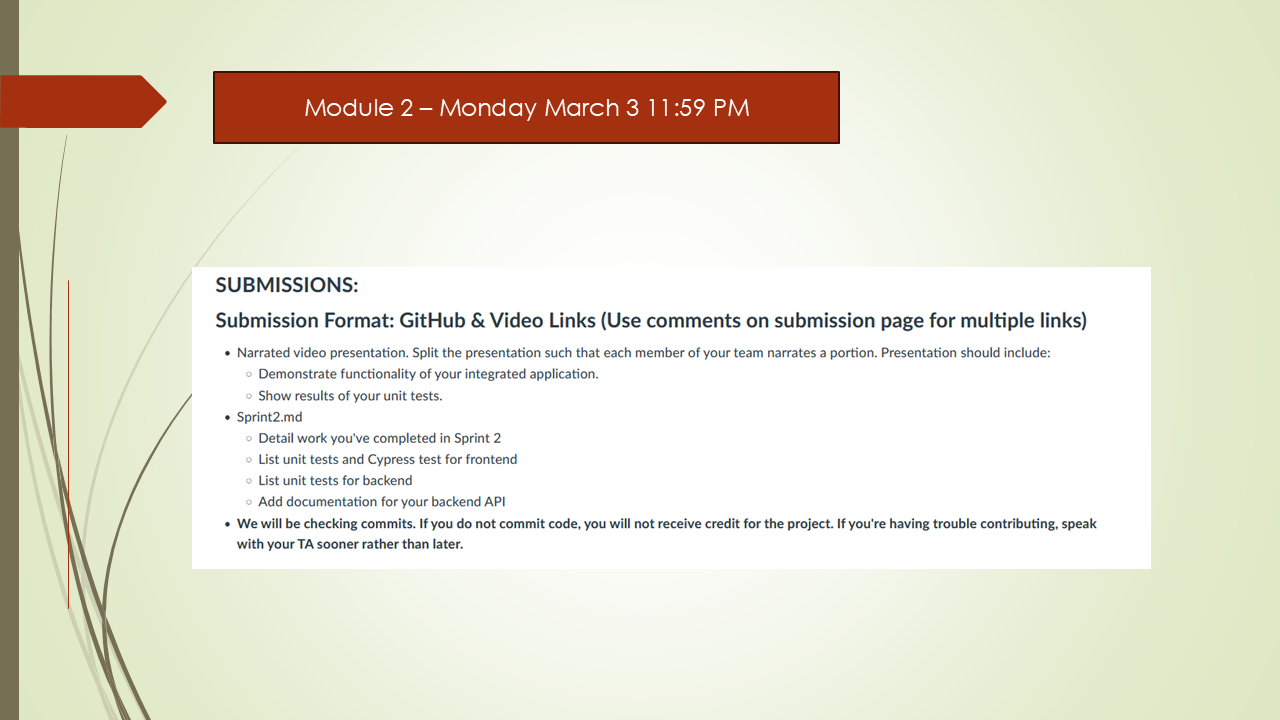 Module 2 – Monday March 3 11:59 PM
SUBMISSIONS:
Submission Format: GitHub & Video Links (Use comments on submission page for multiple links)
• Narrated video presentation. Split the presentation such that each member of your team narrates a portion. Presentation should include:
○ Demonstrate functionality of your integrated application.
○ Show results of your unit tests.
• Sprint2.md
○ Detail work you've completed in Sprint 2
○ List unit tests and Cypress test for frontend
○ List unit tests for backend
○ Add documentation for your backend API
• We will be checking commits. If you do not commit code, you will not receive credit for the project. If you're having trouble contributing, speak
with your TA sooner rather than later.